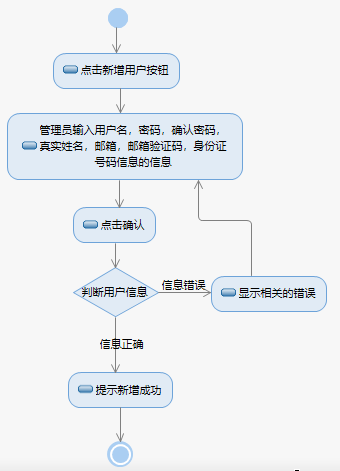 点击新增用户按钮
管理员输入用户名，密码，确认密码，
真实姓名，邮箱，邮箱验证码，身份证
号码信息的信息
点击确认
判断用户信息
信息错误
显示相关的错误
信息正确
提示新增成功